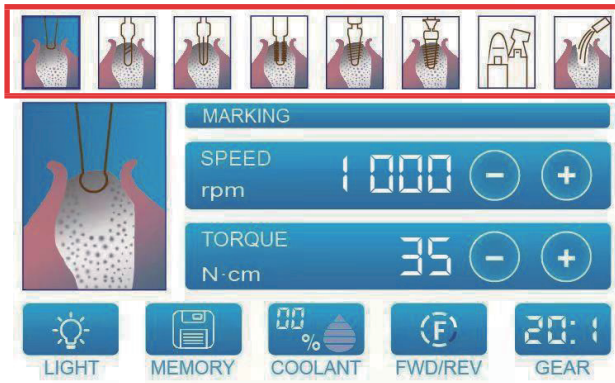 MARKING
SPEED
rpm
1000
− +
TORQUE
N·cm
35
− +
00
%
F
20:1
LIGHT
MEMORY
COOLANT
FWD/REV
GEAR